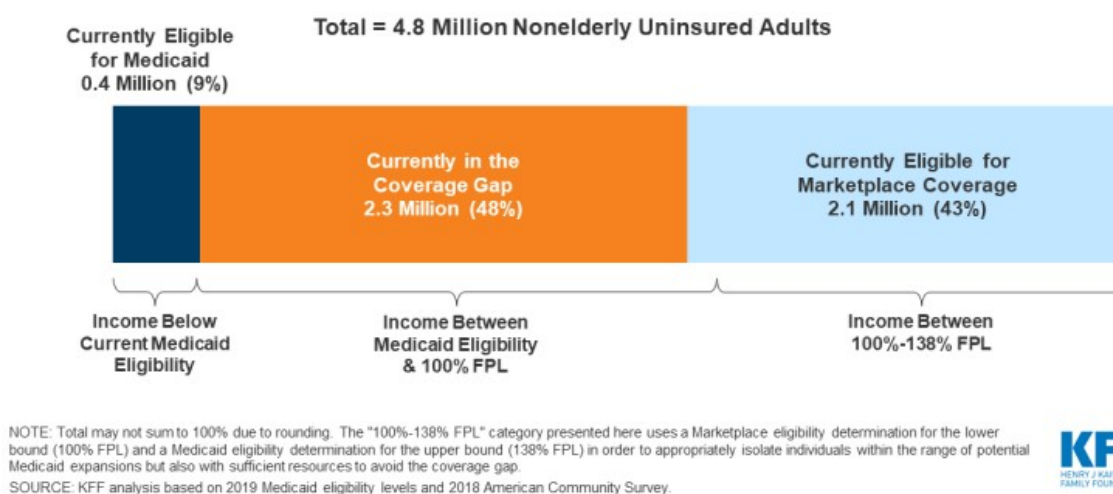 Total = 4.8 Million Nonelderly Uninsured Adults
Currently Eligible
for Medicaid
0.4 Million (9%)
Currently in the
Coverage Gap
2.3 Million (48%)
Currently Eligible for
Marketplace Coverage
2.1 Million (43%)
Income Below
Current Medicaid
Eligibility
Income Between
Medicaid Eligibility
& 100% FPL
Income Between
100%-138% FPL
NOTE: Total may not sum to 100% due to rounding. The "100%-138% FPL" category presented here uses a Marketplace eligibility determination for the lower
bound (100% FPL) and a Medicaid eligibility determination for the upper bound (138% FPL) in order to appropriately isolate individuals within the range of potential
Medicaid expansions but also with sufficient resources to avoid the coverage gap.
SOURCE: KFF analysis based on 2019 Medicaid eligibility levels and 2018 American Community Survey.
KF
HENRY J
FAMILY